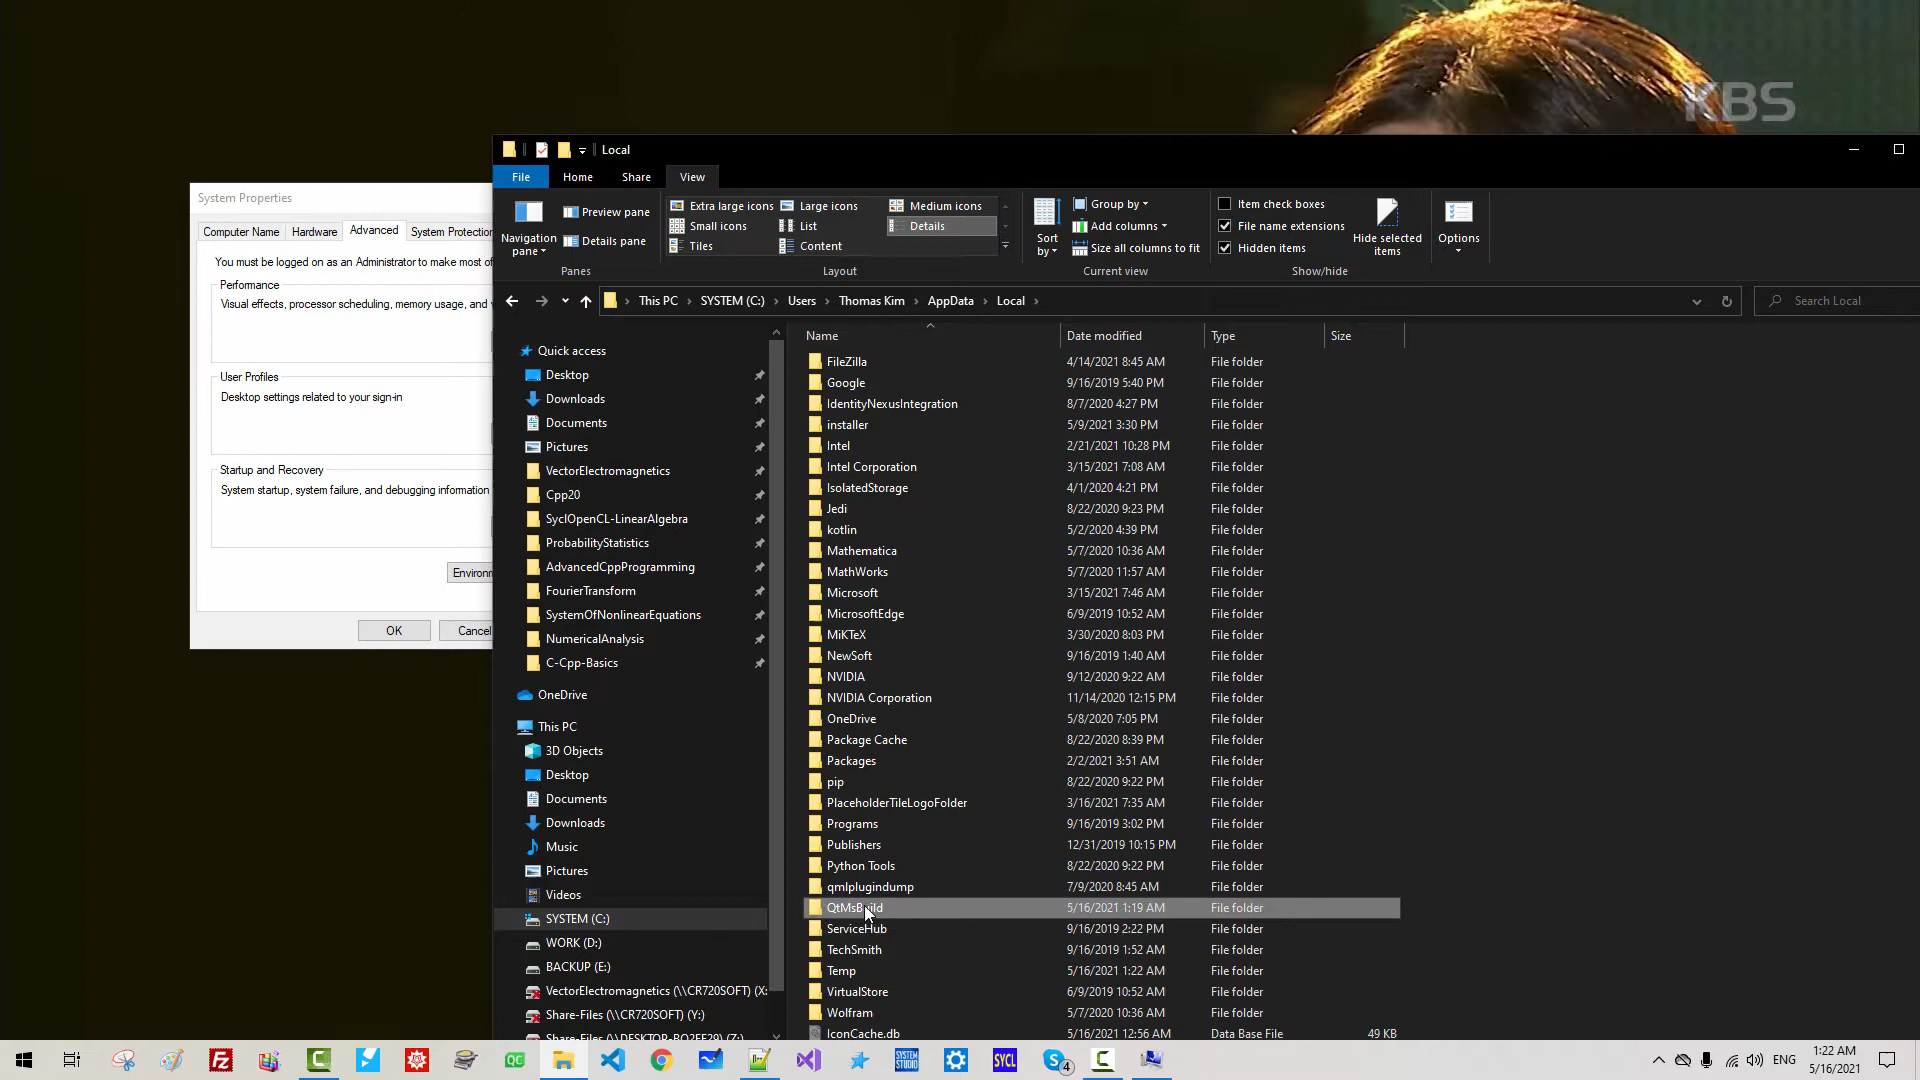 KBS
System Properties
Computer Name
Hardware
Advanced
System Protection
You must be logged on as an Administrator to make most of
Performance
Visual effects, processor scheduling, memory usage, and
User Profiles
Desktop settings related to your sign-in
Startup and Recovery
System startup, system failure, and debugging information
OK
Cancel
Local
File
Home
Share
View
Navigation pane
Preview pane
Details pane
Panes
Extra large icons
Large icons
Medium icons
Small icons
List
Details
Tiles
Content
Layout
Sort by
Group by
Add columns
Size all columns to fit
Current view
Item check boxes
File name extensions
Hidden items
Hide selected items
Show/hide
Options
This PC
SYSTEM (C:)
Users
Thomas Kim
AppData
Local
Search Local
Quick access
Desktop
Downloads
Documents
Pictures
VectorElectromagnetics
Cpp20
SyclOpenCL-LinearAlgebra
ProbabilityStatistics
AdvancedCppProgramming
FourierTransform
SystemOfNonlinearEquations
NumericalAnalysis
C-Cpp-Basics
OneDrive
This PC
3D Objects
Desktop
Documents
Downloads
Music
Pictures
Videos
SYSTEM (C:)
WORK (D:)
BACKUP (E:)
VectorElectromagnetics (\\CR720SOFT) (X:
Share-Files (\\CR720SOFT) (Y:)
Name Date modified Type Size
FileZilla 4/14/2021 8:45 AM File folder
Google 9/16/2019 5:40 PM File folder
IdentityNexusIntegration 8/7/2020 4:27 PM File folder
installer 5/9/2021 3:30 PM File folder
Intel 2/21/2021 10:28 PM File folder
Intel Corporation 3/15/2021 7:08 AM File folder
IsolatedStorage 4/1/2020 4:21 PM File folder
Jedi 8/22/2020 9:23 PM File folder
kotlin 5/2/2020 4:39 PM File folder
Mathematica 5/7/2020 10:36 AM File folder
MathWorks 5/7/2020 11:57 AM File folder
Microsoft 3/15/2021 7:46 AM File folder
MicrosoftEdge 6/9/2019 10:52 AM File folder
MiKTeX 3/30/2020 8:03 PM File folder
NewSoft 9/16/2019 1:40 AM File folder
NVIDIA 9/12/2020 9:22 AM File folder
NVIDIA Corporation 11/14/2020 12:15 PM File folder
OneDrive 5/8/2020 7:05 PM File folder
Package Cache 8/22/2020 8:39 PM File folder
Packages 2/2/2021 3:51 AM File folder
pip 8/22/2020 9:22 PM File folder
PlaceholderTileLogoFolder 3/16/2021 7:35 AM File folder
Programs 9/16/2019 3:02 PM File folder
Publishers 12/31/2019 10:15 PM File folder
Python Tools 8/22/2020 9:22 PM File folder
qmlplugindump 7/9/2020 8:45 AM File folder
QtMsBuild 5/16/2021 1:19 AM File folder
ServiceHub 9/16/2019 2:22 PM File folder
TechSmith 9/16/2019 1:52 AM File folder
Temp 5/16/2021 1:22 AM File folder
VirtualStore 6/9/2019 10:52 AM File folder
Wolfram 5/7/2020 10:36 AM File folder
IconCache.db 5/16/2021 12:56 AM Data Base File 49 KB
QC
SYSTEM STUDIO
SYCL
4
ENG
1:22 AM
5/16/2021